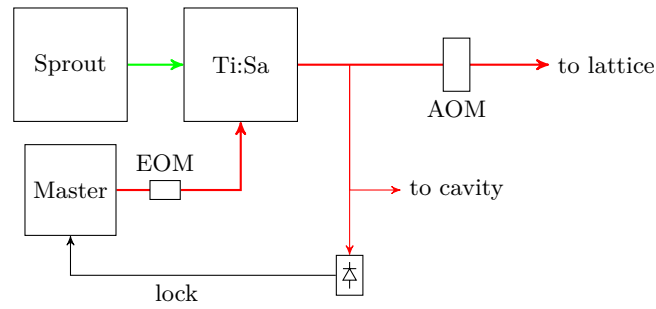 Sprout
Ti:Sa
to lattice
AOM
EOM
Master
to cavity
lock